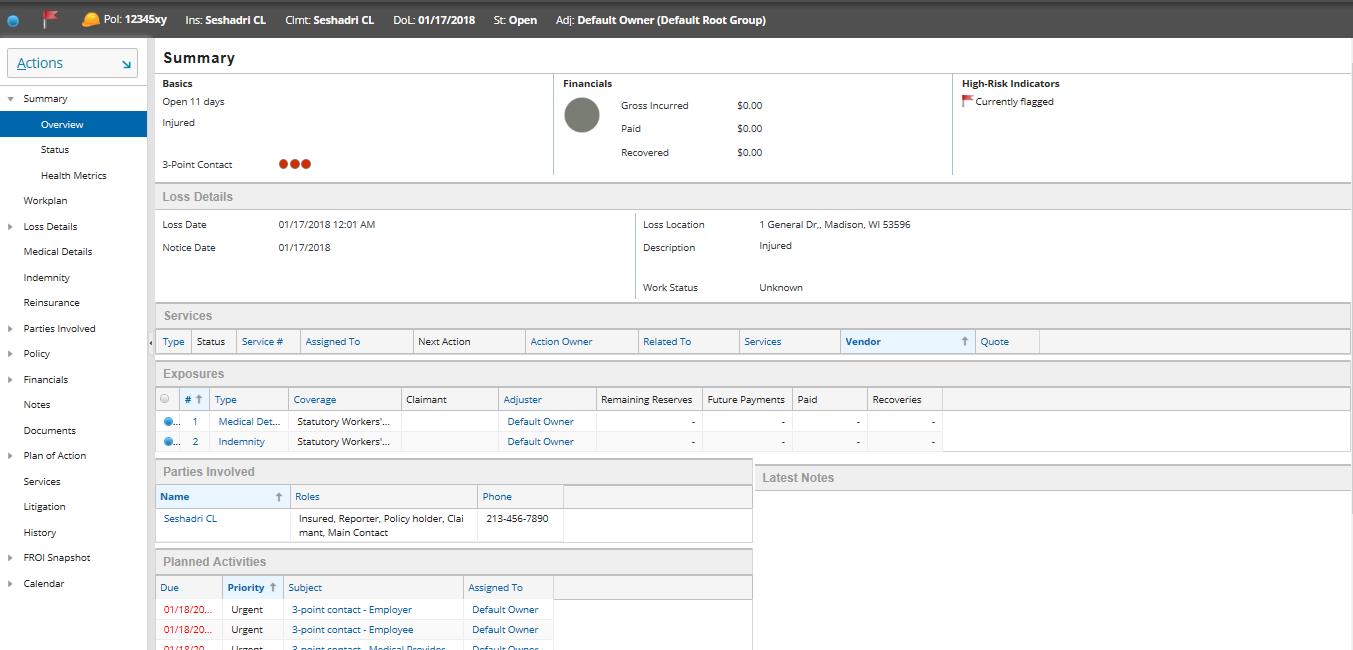 Pol: 12345xy Ins: Seshadri CL Clmt: Seshadri CL DoL: 01/17/2018 St: Open Adj: Default Owner (Default Root Group)
Actions
Summary
Overview
Status
Health Metrics
Workplan
Loss Details
Medical Details
Indemnity
Reinsurance
Parties Involved
Policy
Financials
Notes
Documents
Plan of Action
Services
Litigation
History
FROI Snapshot
Calendar
Summary
Basics
Open 11 days
Injured
3-Point Contact
Financials
Gross Incurred $0.00
Paid $0.00
Recovered $0.00
High-Risk Indicators
Currently flagged
Loss Details
Loss Date 01/17/2018 12:01 AM
Notice Date 01/17/2018
Loss Location 1 General Dr,, Madison, WI 53596
Description Injured
Work Status Unknown
Services
Type Status Service # Assigned To Next Action Action Owner Related To Services Vendor Quote
Exposures
# Type Coverage Claimant Adjuster Remaining Reserves Future Payments Paid Recoveries
... 1 Medical Det... Statutory Workers'... Default Owner - - - -
... 2 Indemnity Statutory Workers'... Default Owner - - - -
Parties Involved
Name Roles Phone
Seshadri CL Insured, Reporter, Policy holder, Clai 213-456-7890
mant, Main Contact
Latest Notes
Planned Activities
Due Priority Subject Assigned To
01/18/20... Urgent 3-point contact - Employer Default Owner
01/18/20... Urgent 3-point contact - Employee Default Owner
01/18/20... Urgent 3-point contact - Medical Provider Default Owner